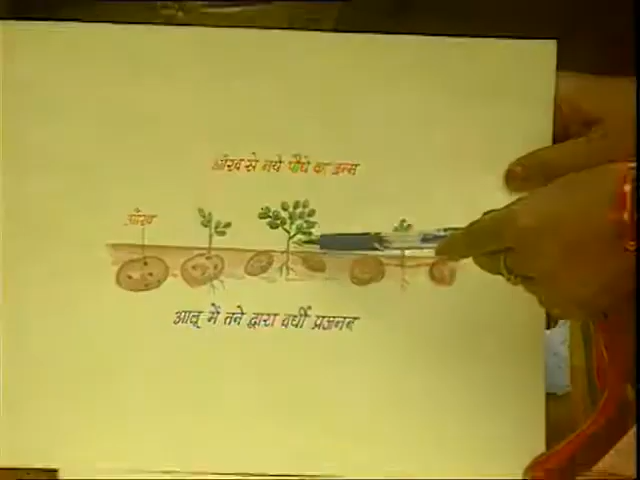 आँख से नये पौधे का जन्म
आँख
आलू में तने द्वारा वर्धी प्रजनन